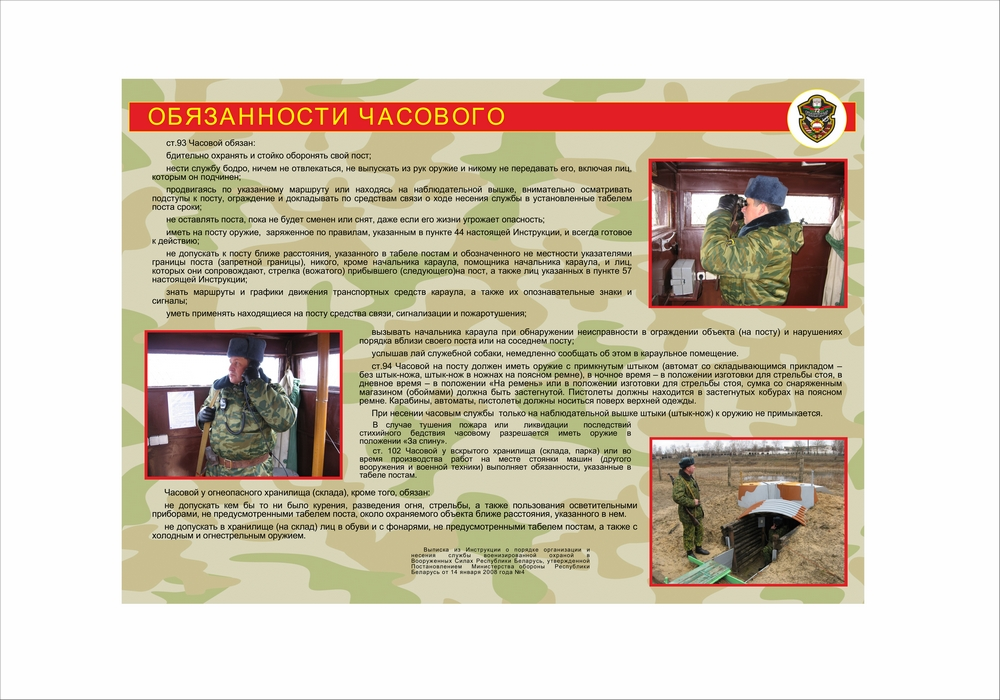 ОБЯЗАННОСТИ ЧАСОВОГО
ст.93 Часовой обязан:
бдительно охранять и стойко оборонять свой пост;
нести службу бодро, ничем не отвлекаться, не выпускать из рук оружие и никому не передавать его, включая лиц,
которым он подчинен;
продвигаясь по указанному маршруту или находясь на наблюдательной вышке, внимательно осматривать
подступы к посту, ограждение и докладывать по средствам связи о ходе несения службы в установленные табелем
поста сроки;
не оставлять поста, пока не будет сменен или снят, даже если его жизни угрожает опасность;
иметь на посту оружие, заряженное по правилам, указанным в пункте 44 настоящей Инструкции, и всегда готовое
к действию;
не допускать к посту ближе расстояния, указанного в табеле постам и обозначенного не местности указателями
границы поста (запретной границы), никого, кроме начальника караула, помощника начальника караула, и лиц,
которых они сопровождают, стрелка (вожатого) прибывшего (следующего)на пост, а также лиц указанных в пункте 57
настоящей Инструкции;
знать маршруты и графики движения транспортных средств караула, а также их опознавательные знаки и
сигналы;
уметь применять находящиеся на посту средства связи, сигнализации и пожаротушения;
вызывать начальника караула при обнаружении неисправности в ограждении объекта (на посту) и нарушениях
порядка вблизи своего поста или на соседнем посту;
услышав лай служебной собаки, немедленно сообщать об этом в караульное помещение.
ст.94 Часовой на посту должен иметь оружие с примкнутым штыком (автомат со складывающимся прикладом –
без штык-ножа, штык-нож в ножнах на поясном ремне), в ночное время – в положении изготовки для стрельбы стоя, в
дневное время – в положении «На ремень» или в положении изготовки для стрельбы стоя, сумка со снаряженным
магазином (обоймами) должна быть застегнутой. Пистолеты должны находиться в застегнутых кобурах на поясном
ремне. Карабины, автоматы, пистолеты должны носиться поверх верхней одежды.
При несении часовым службы только на наблюдательной вышке штыки (штык-нож) к оружию не примыкается.
В случае тушения пожара или ликвидации последствий
стихийного бедствия часовому разрешается иметь оружие в
положении «За спину».
ст. 102 Часовой у вскрытого хранилища (склада, парка) или во
время производства работ на месте стоянки машин (другого
вооружения и военной техники) выполняет обязанности, указанные в
табеле постам.
Часовой у огнеопасного хранилища (склада), кроме того, обязан:
не допускать кем бы то ни было курения, разведения огня, стрельбы, а также пользования осветительными
приборами, не предусмотренными табелем поста, около охраняемого объекта ближе расстояния, указанного в нем.
не допускать в хранилище (на склад) лиц в обуви и с фонарями, не предусмотренными табелем постам, а также с
холодным и огнестрельным оружием.
Выписка из Инструкции о порядке организации и
несения службы военизированной охраной в
Вооруженных Силах Республики Беларусь, утвержденной
Постановлением Министерства обороны Республики
Беларусь от 14 января 2008 года №4